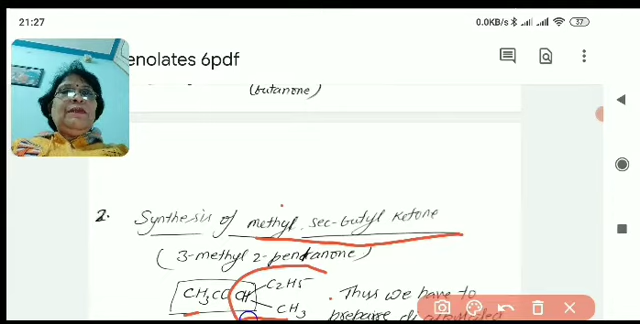 21:27 0.0KB/s 37
enolates 6pdf
(butanone)
2. Synthesis of methyl sec-butyl Ketone
(3-methyl 2-pentanone)
CH3CO CH C2H5
CH3 . Thus we have to
prepare